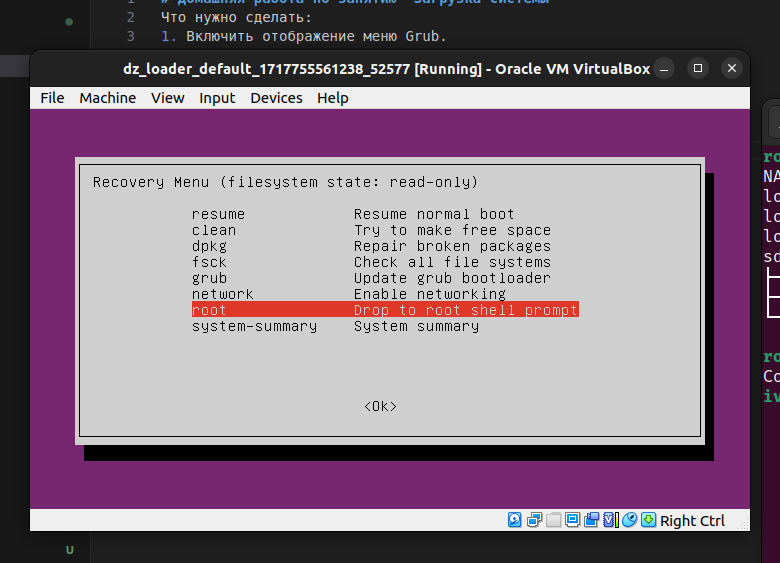 # домашняя работа по занятию "Загрузка системы"
2 Что нужно сделать:
3 1. Включить отображение меню Grub.
dz_loader_default_1717755561238_52577 [Running] - Oracle VM VirtualBox
File Machine View Input Devices Help
Recovery Menu (filesystem state: read-only)
resume Resume normal boot
clean Try to make free space
dpkg Repair broken packages
fsck Check all file systems
grub Update grub bootloader
network Enable networking
root Drop to root shell prompt
system-summary System summary
<Ok>
Right Ctrl
U
ro
NA
lo
lo
lo
sd
ro
Co
iv